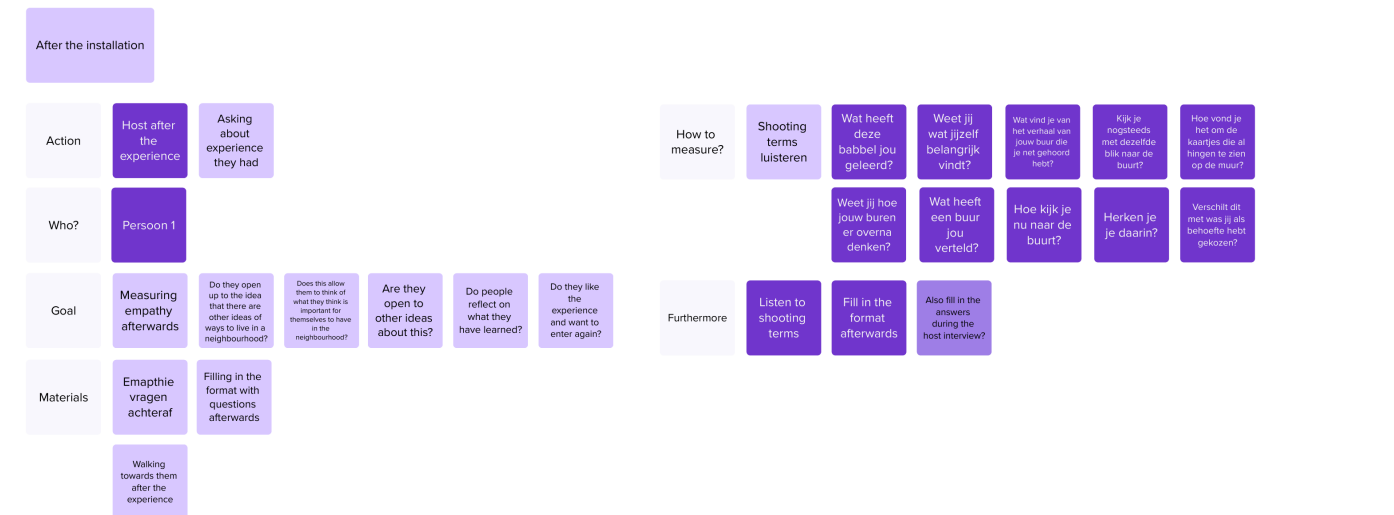 After the installation
Action
Host after
the
experience
Asking
about
experience
they had
Who?
Persoon 1
Goal
Measuring
empathy
afterwards
Do they open
up to the idea
that there are
other ideas of
ways to live in a
neighbourhood?
Does this allow
them to think of
what they think is
important for
themselves to have
in the
neighbourhood?
Are they
open to
other ideas
about this?
Do people
reflect on
what they
have learned?
Do they like
the
experience
and want to
enter again?
Materials
Emapthie
vragen
achteraf
Filling in the
format with
questions
afterwards
Walking
towards them
after the
experience
How to
measure?
Shooting
terms
luisteren
Wat heeft
deze
babbel jou
geleerd?
Weet jij
wat jijzelf
belangrijk
vindt?
Wat vind je van
het verhaal van
jouw buur die
je net gehoord
hebt?
Kijk je
nogsteeds
met dezelfde
blik naar de
buurt?
Hoe vond je
het om de
kaartjes die al
hingen te zien
op de muur?
Weet jij hoe
jouw buren
er overna
denken?
Wat heeft
een buur
jou
verteld?
Hoe kijk je
nu naar de
buurt?
Herken je
je daarin?
Verschilt dit
met was jij als
behoefte hebt
gekozen?
Furthermore
Listen to
shooting
terms
Fill in the
format
afterwards
Also fill in the
answers
during the
host interview?